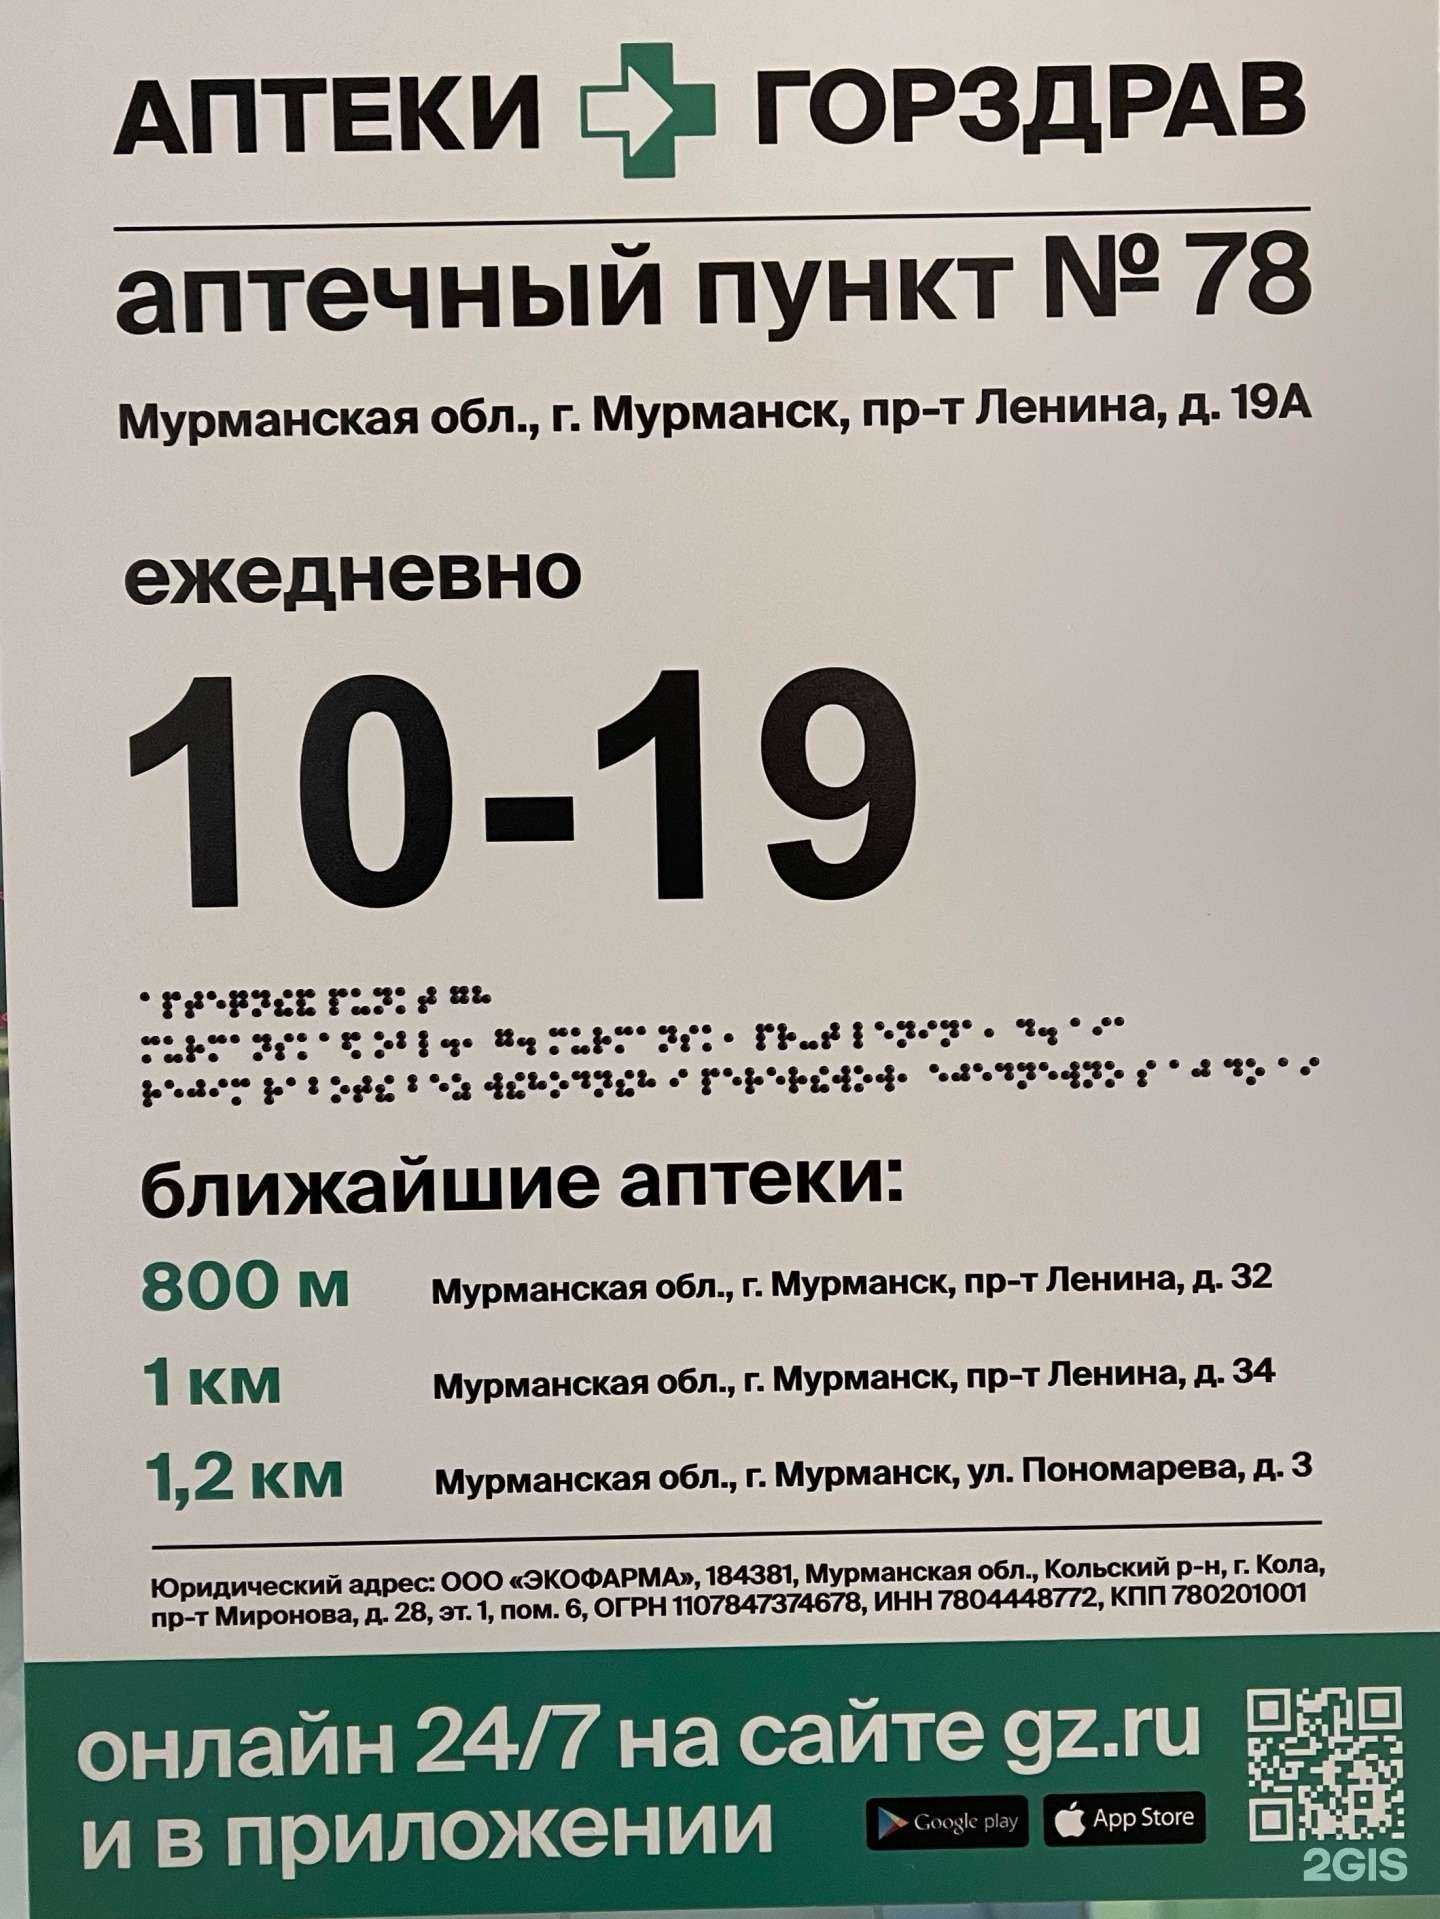 АПТЕКИ ГОРЗДРАВ
аптечный пункт № 78
Мурманская обл., г. Мурманск, пр-т Ленина, д. 19А
ежедневно
10-19
ближайшие аптеки:
800 м Мурманская обл., г. Мурманск, пр-т Ленина, д. 32
1 км Мурманская обл., г. Мурманск, пр-т Ленина, д. 34
1,2 км Мурманская обл., г. Мурманск, ул. Пономарева, д. 3
Юридический адрес: ООО «ЭКОФАРМА», 184381, Мурманская обл., Кольский р-н, г. Кола,
пр-т Миронова, д. 28, эт. 1, пом. 6, ОГРН 1107847374678, ИНН 7804448772, КПП 780201001
онлайн 24/7 на сайте gz.ru
и в приложении
Google play
App Store
2GIS